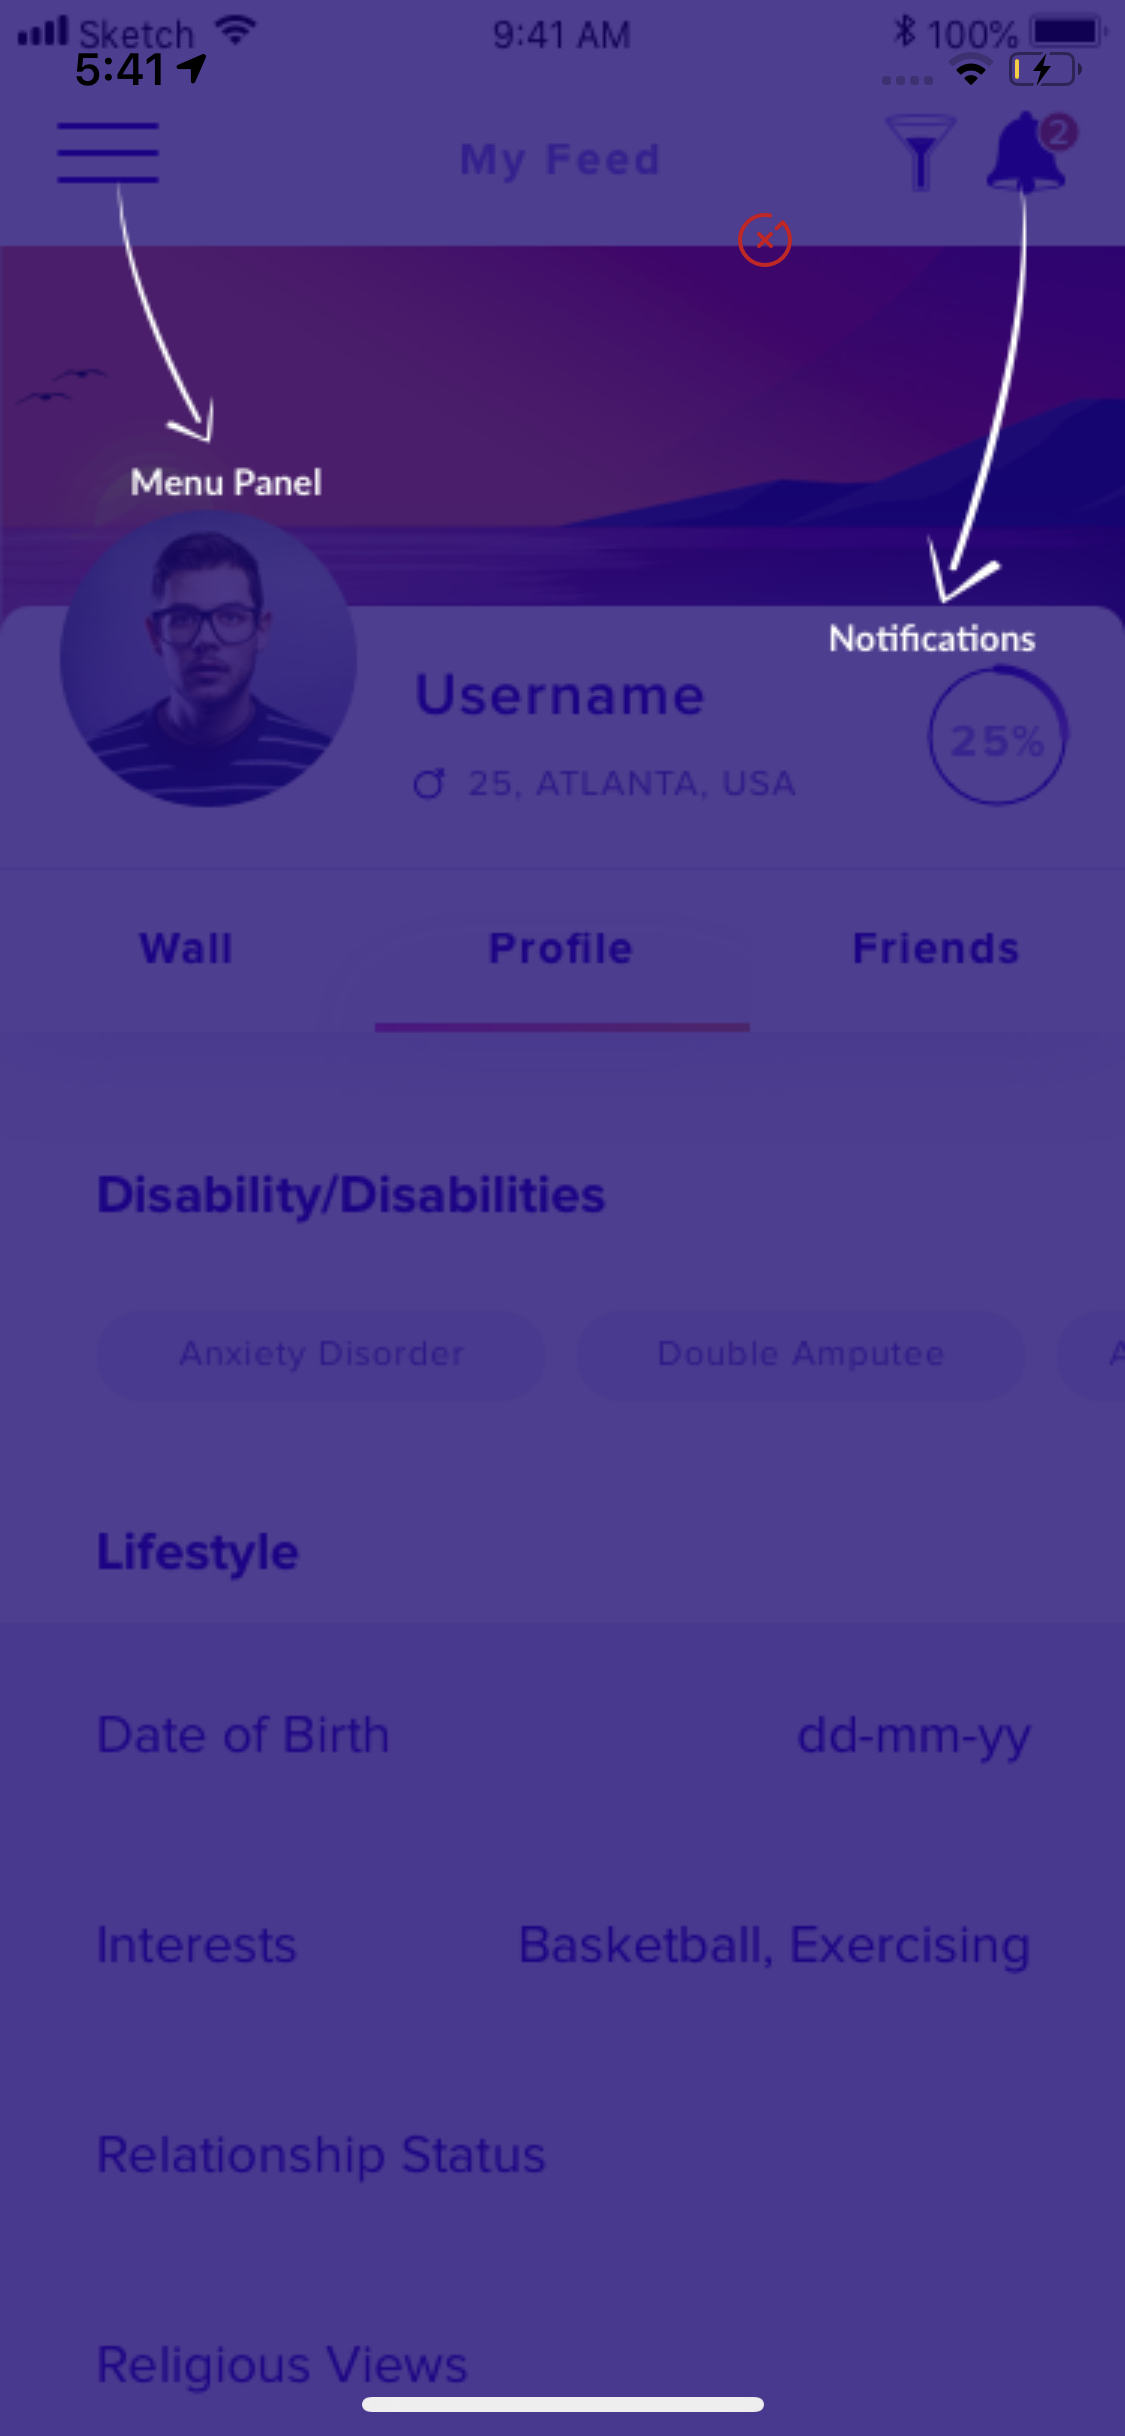 Sketch 9:41 AM 100%
5:41
My Feed 2
Menu Panel
Notifications
Username
25%
25, ATLANTA, USA
Wall Profile Friends
Disability/Disabilities
Anxiety Disorder Double Amputee A
Lifestyle
Date of Birth dd-mm-yy
Interests Basketball, Exercising
Relationship Status
Religious Views